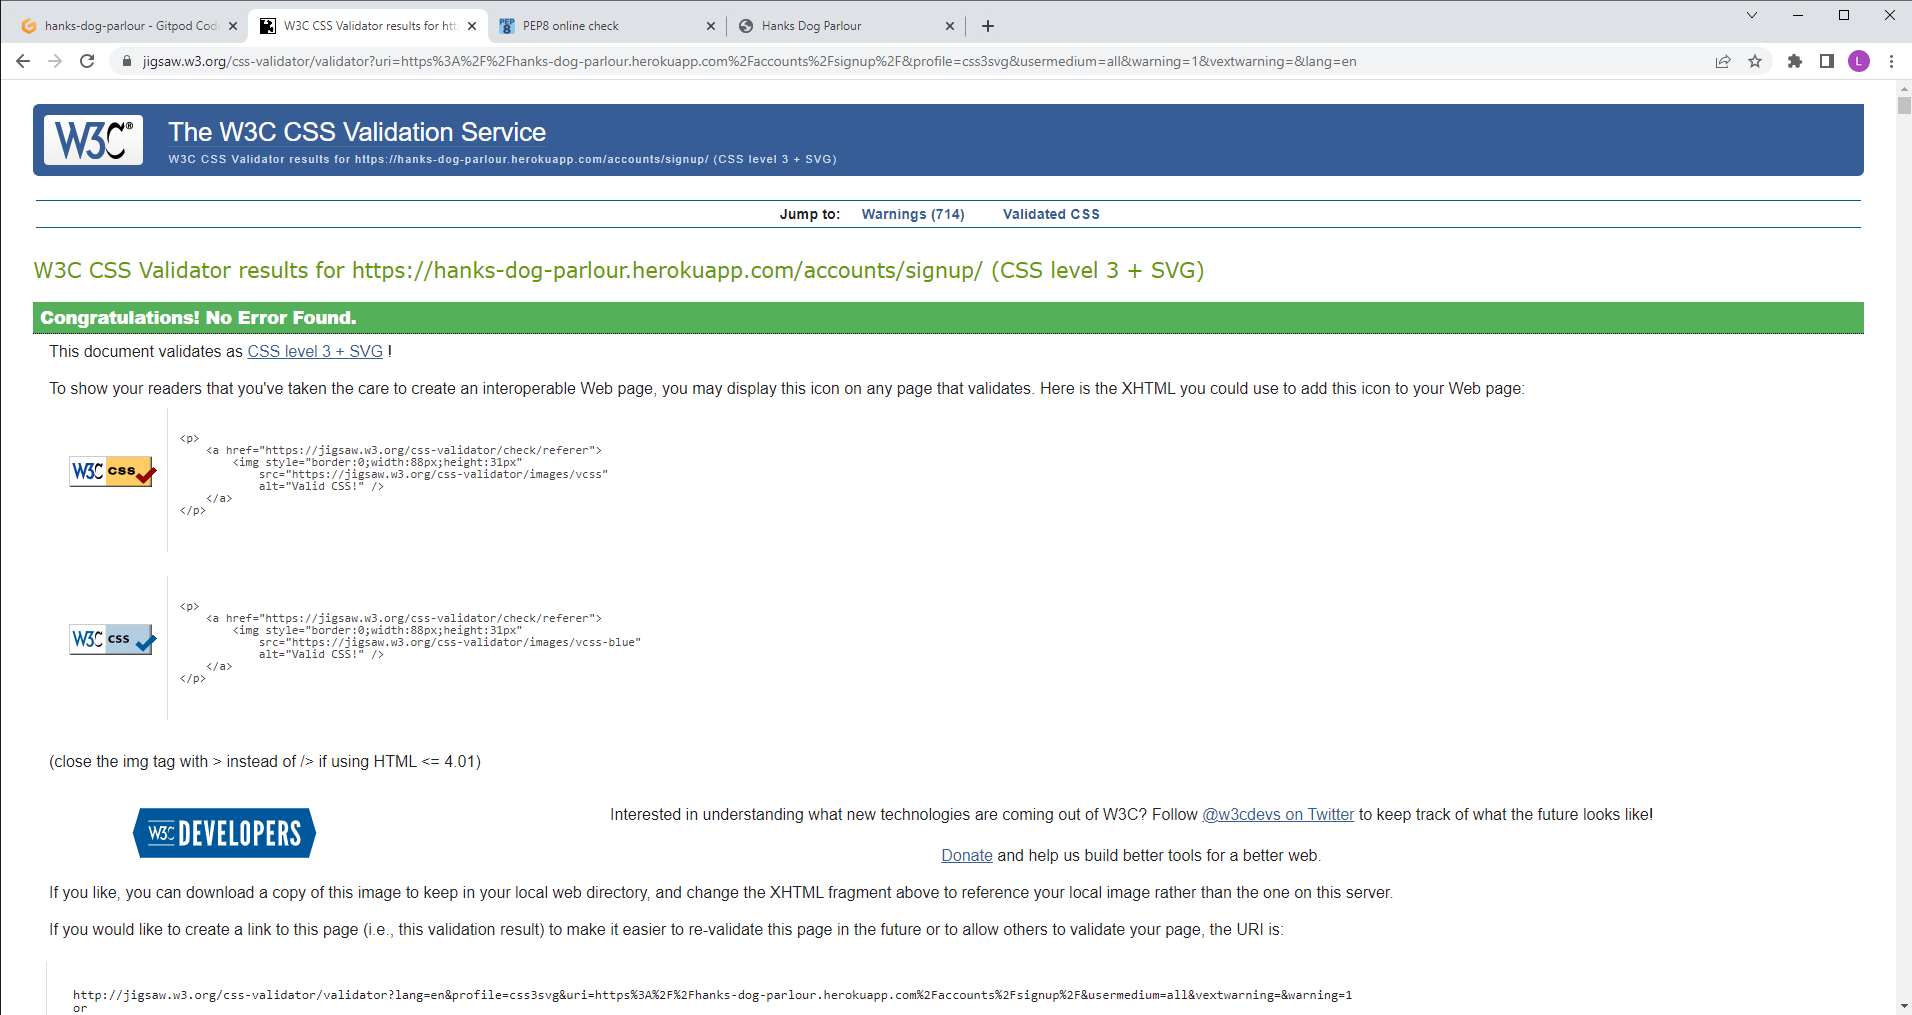 hanks-dog-parlour - Gitpod Code
W3C CSS Validator results for htt
PEP8 online check
Hanks Dog Parlour
jigsaw.w3.org/css-validator/validator?uri=https%3A%2F%2Fhanks-dog-parlour.herokuapp.com%2Faccounts%2Fsignup%2F&profile=css3svg&usermedium=all&warning=1&vextwarning=&lang=en
L
W3C®
The W3C CSS Validation Service
W3C CSS Validator results for https://hanks-dog-parlour.herokuapp.com/accounts/signup/ (CSS level 3 + SVG)
Jump to: Warnings (714) Validated CSS
W3C CSS Validator results for https://hanks-dog-parlour.herokuapp.com/accounts/signup/ (CSS level 3 + SVG)
Congratulations! No Error Found.
This document validates as CSS level 3 + SVG !
To show your readers that you've taken the care to create an interoperable Web page, you may display this icon on any page that validates. Here is the XHTML you could use to add this icon to your Web page:
W3C css
<p>
<a href="https://jigsaw.w3.org/css-validator/check/referer">
<img style="border:0;width:88px;height:31px"
src="https://jigsaw.w3.org/css-validator/images/vcss"
alt="Valid CSS!" />
</a>
</p>
W3C css
<p>
<a href="https://jigsaw.w3.org/css-validator/check/referer">
<img style="border:0;width:88px;height:31px"
src="https://jigsaw.w3.org/css-validator/images/vcss-blue"
alt="Valid CSS!" />
</a>
</p>
(close the img tag with > instead of /> if using HTML <= 4.01)
W3C DEVELOPERS
Interested in understanding what new technologies are coming out of W3C? Follow @w3cdevs on Twitter to keep track of what the future looks like!
Donate and help us build better tools for a better web.
If you like, you can download a copy of this image to keep in your local web directory, and change the XHTML fragment above to reference your local image rather than the one on this server.
If you would like to create a link to this page (i.e., this validation result) to make it easier to re-validate this page in the future or to allow others to validate your page, the URI is:
http://jigsaw.w3.org/css-validator/validator?lang=en&profile=css3svg&uri=https%3A%2F%2Fhanks-dog-parlour.herokuapp.com%2Faccounts%2Fsignup%2F&usermedium=all&vextwarning=&warning=1
or